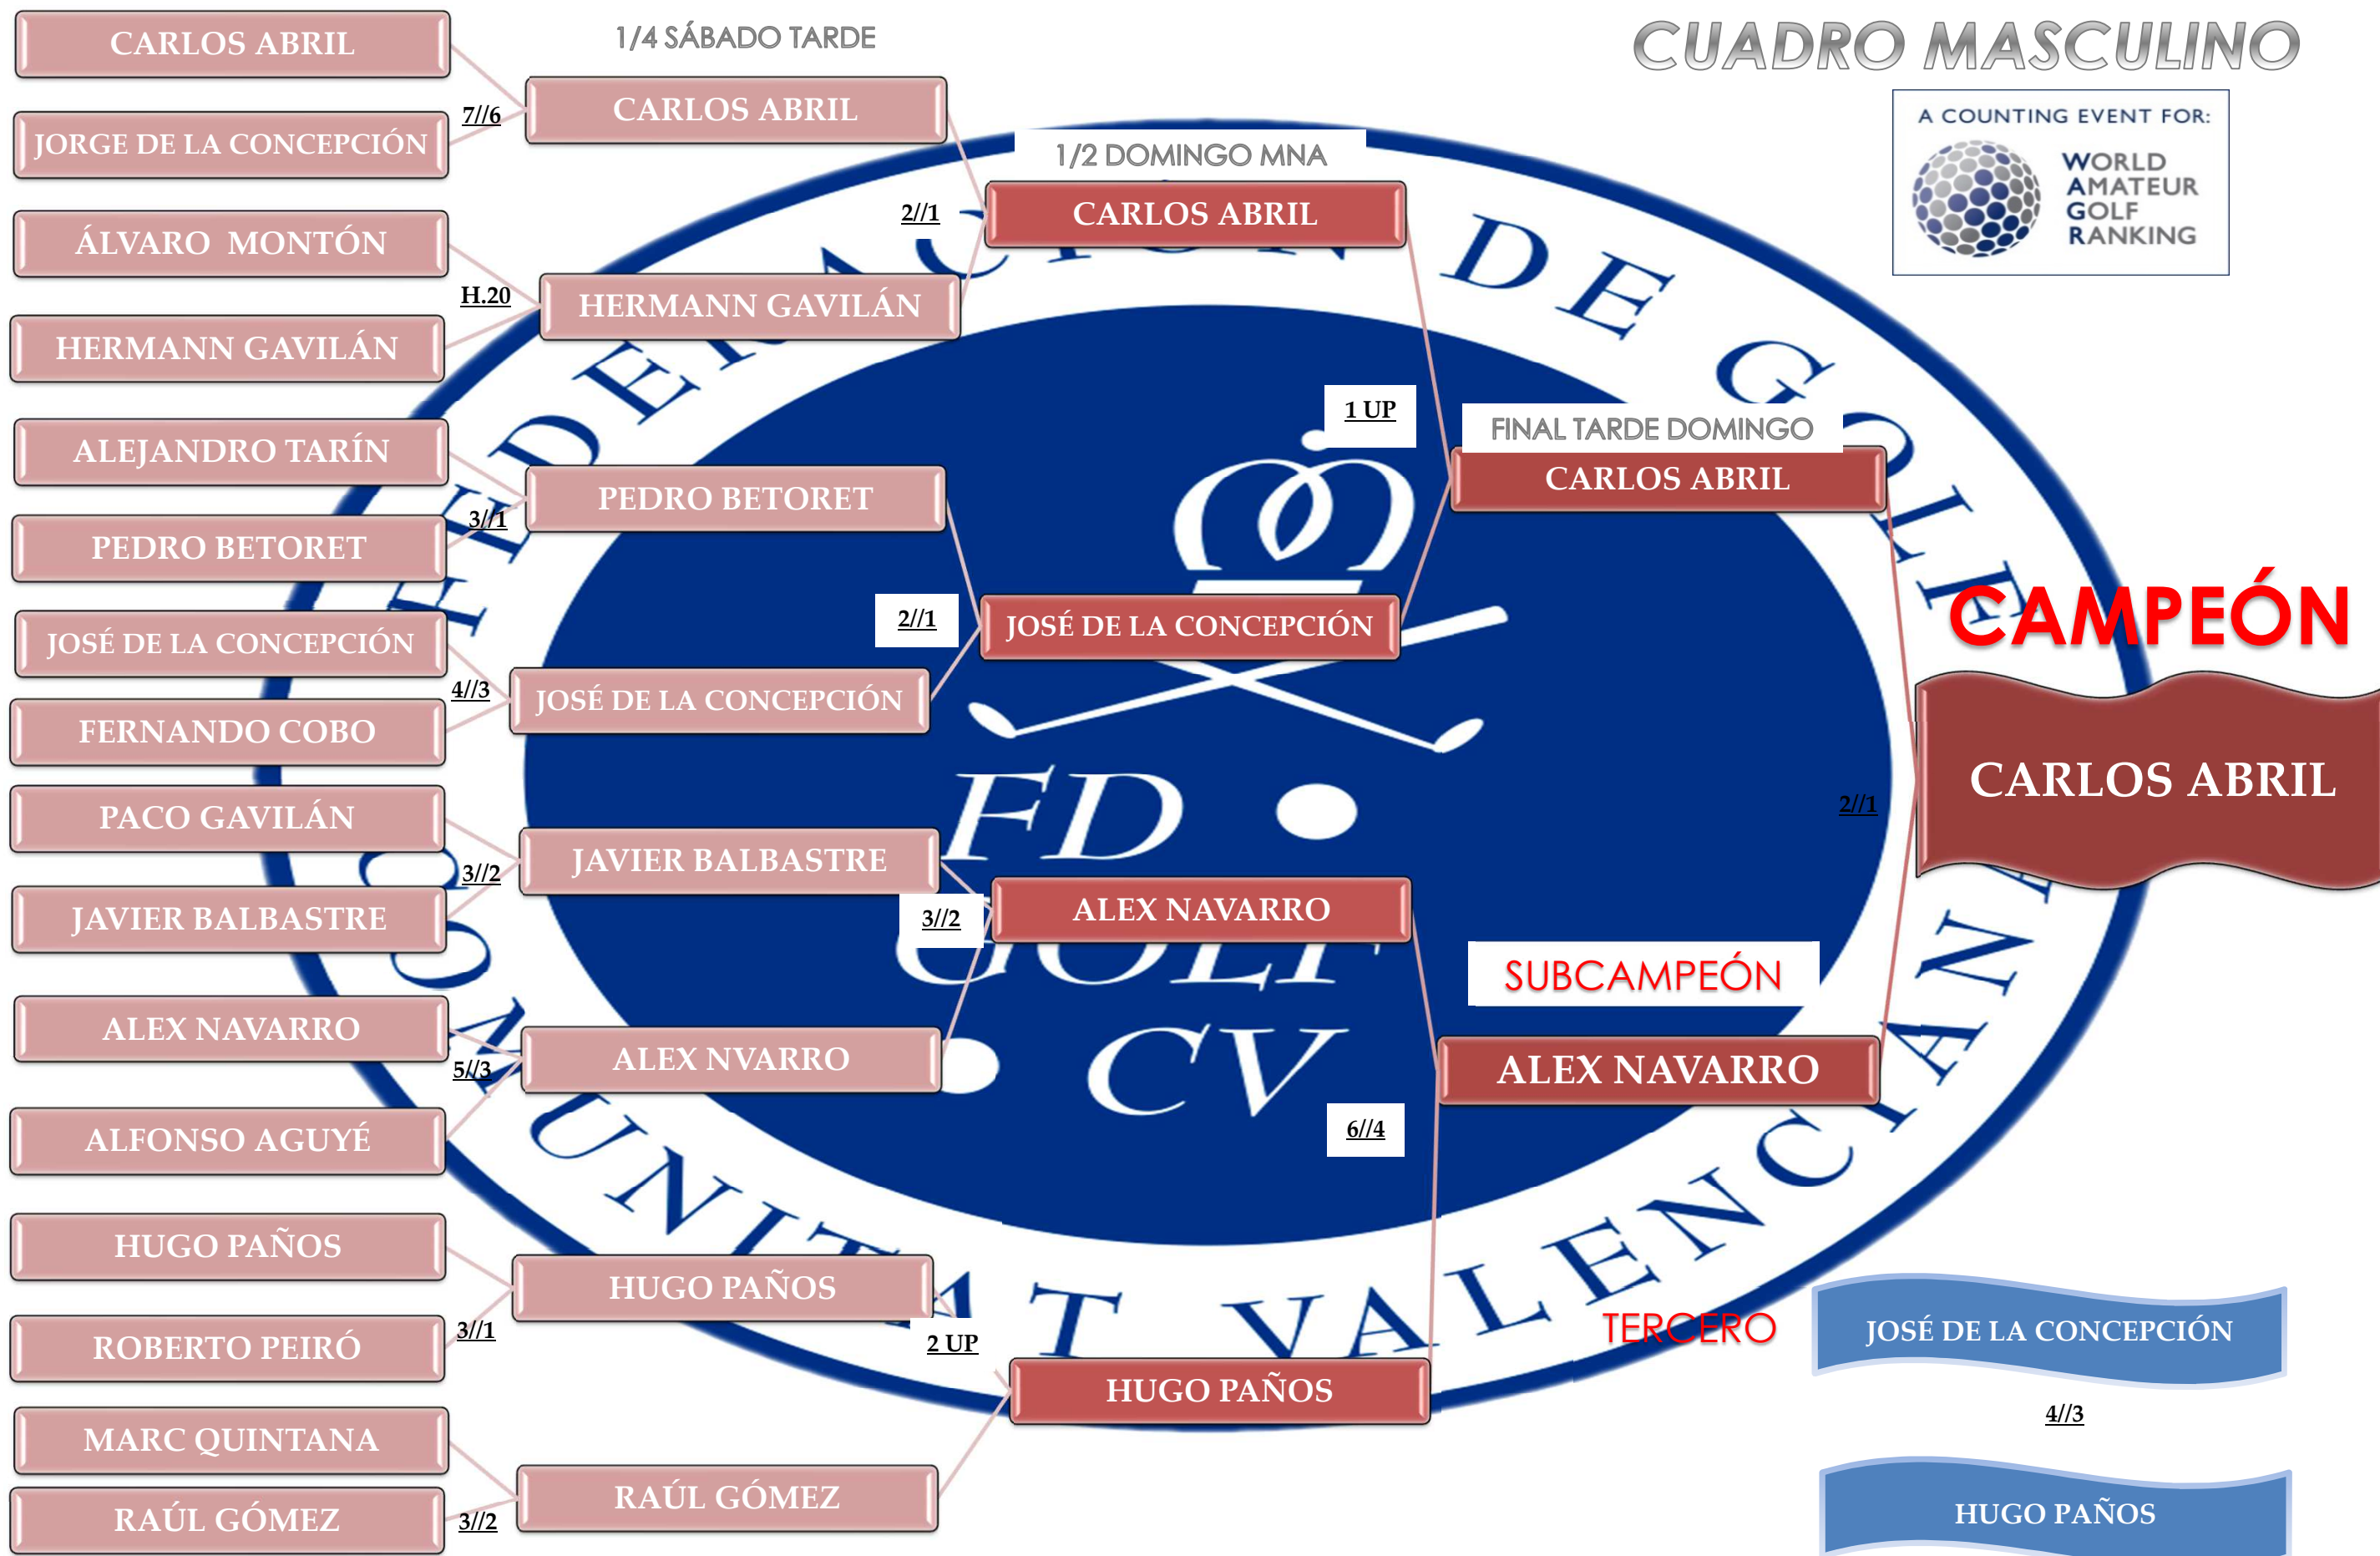 CUADRO MASCULINO
A COUNTING EVENT FOR:
WORLD
AMATEUR
GOLF
RANKING
1/4 SÁBADO TARDE
1/2 DOMINGO MNA
FINAL TARDE DOMINGO
CARLOS ABRIL
JORGE DE LA CONCEPCIÓN
7//6
ÁLVARO MONTÓN
HERMANN GAVILÁN
H.20
ALEJANDRO TARÍN
PEDRO BETORET
3//1
JOSÉ DE LA CONCEPCIÓN
FERNANDO COBO
4//3
PACO GAVILÁN
JAVIER BALBASTRE
3//2
ALEX NAVARRO
ALFONSO AGUYÉ
5//3
HUGO PAÑOS
ROBERTO PEIRÓ
3//1
MARC QUINTANA
RAÚL GÓMEZ
3//2
CARLOS ABRIL
HERMANN GAVILÁN
2//1
PEDRO BETORET
JOSÉ DE LA CONCEPCIÓN
2//1
JAVIER BALBASTRE
ALEX NVARRO
3//2
HUGO PAÑOS
RAÚL GÓMEZ
2 UP
CARLOS ABRIL
JOSÉ DE LA CONCEPCIÓN
1 UP
ALEX NAVARRO
HUGO PAÑOS
6//4
CARLOS ABRIL
SUBCAMPEÓN
ALEX NAVARRO
2//1
CAMPEÓN
CARLOS ABRIL
TERCERO
JOSÉ DE LA CONCEPCIÓN
4//3
HUGO PAÑOS
DE GOLF
VALENCIANA
FD
GOLF
CV